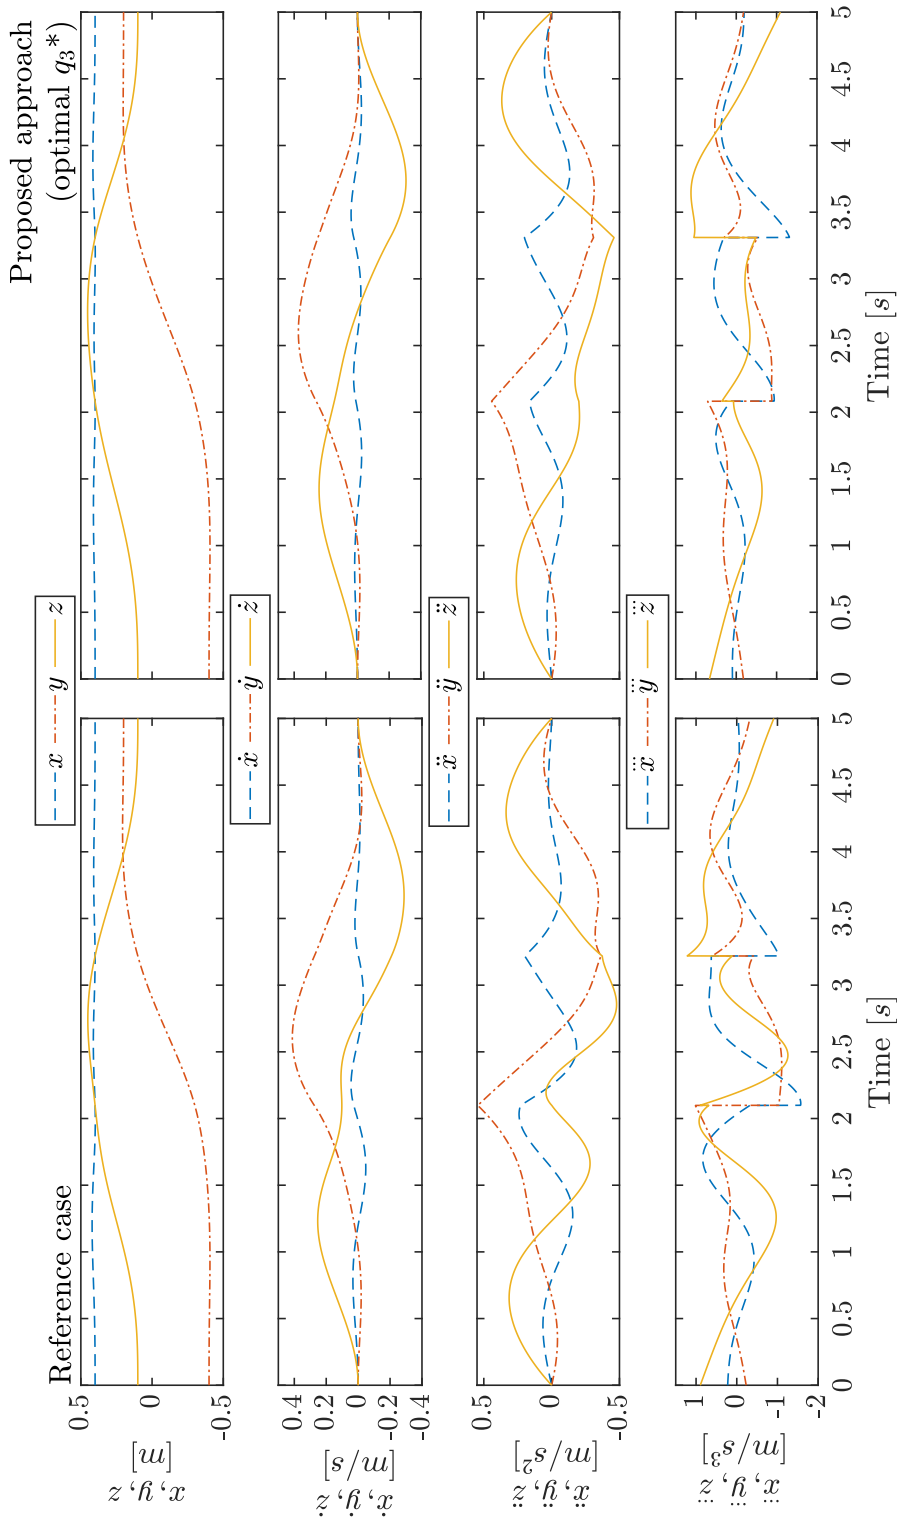 Reference case
Proposed approach
(optimal q₃*)
x y z
0.5
0
-0.5
x, y, z
[m]
ẋ ẏ ż
0.4
0.2
0
-0.2
-0.4
ẋ, ẏ, ż
[m/s]
ẍ ÿ z̈
0.5
0
-0.5
ẍ, ÿ, z̈
[m/s²]
x⃛ y⃛ z⃛
1
0
-1
-2
x⃛, y⃛, z⃛
[m/s³]
0 0.5 1 1.5 2 2.5 3 3.5 4 4.5 5
0 0.5 1 1.5 2 2.5 3 3.5 4 4.5 5
Time [s]
Time [s]